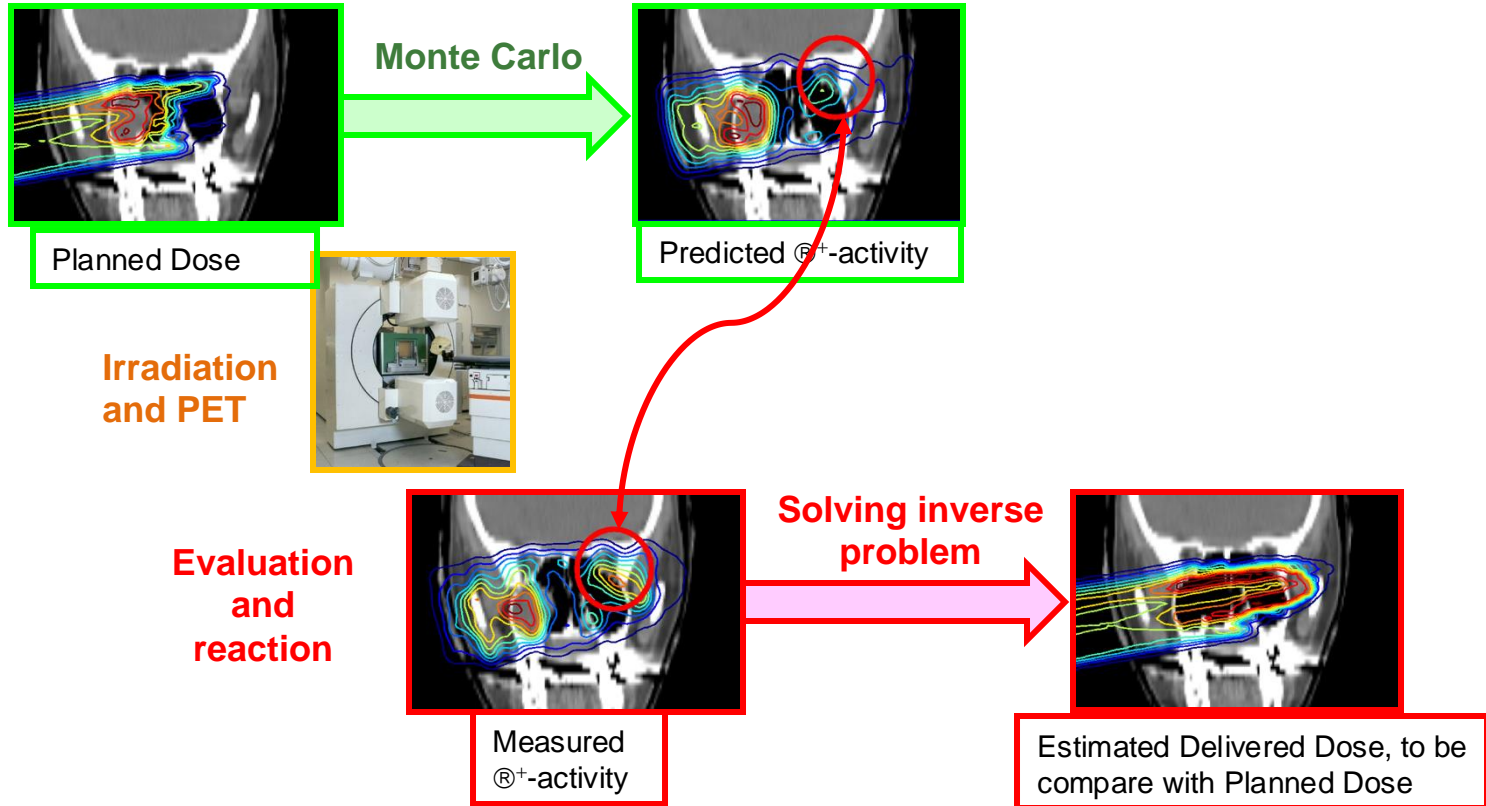 Monte Carlo
Planned Dose
Predicted ®⁺-activity
Irradiation
and PET
Evaluation
and
reaction
Solving inverse
problem
Measured
®⁺-activity
Estimated Delivered Dose, to be
compare with Planned Dose